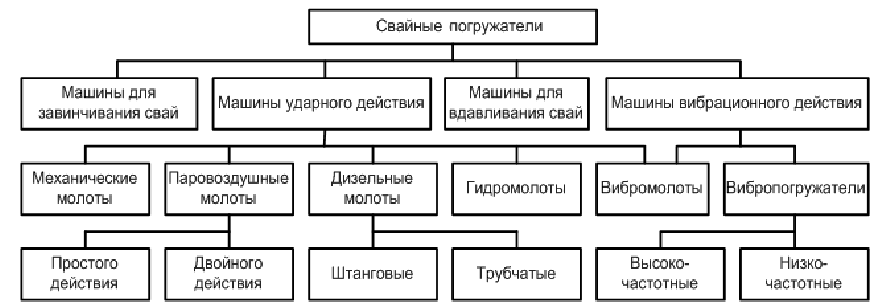 Свайные погружатели
Машины для
завинчивания свай
Машины ударного действия
Машины для
вдавливания свай
Машины вибрационного действия
Механические
молоты
Паровоздушные
молоты
Дизельные
молоты
Гидромолоты
Вибромолоты
Вибропогружатели
Простого
действия
Двойного
действия
Штанговые
Трубчатые
Высоко-
частотные
Низко-
частотные